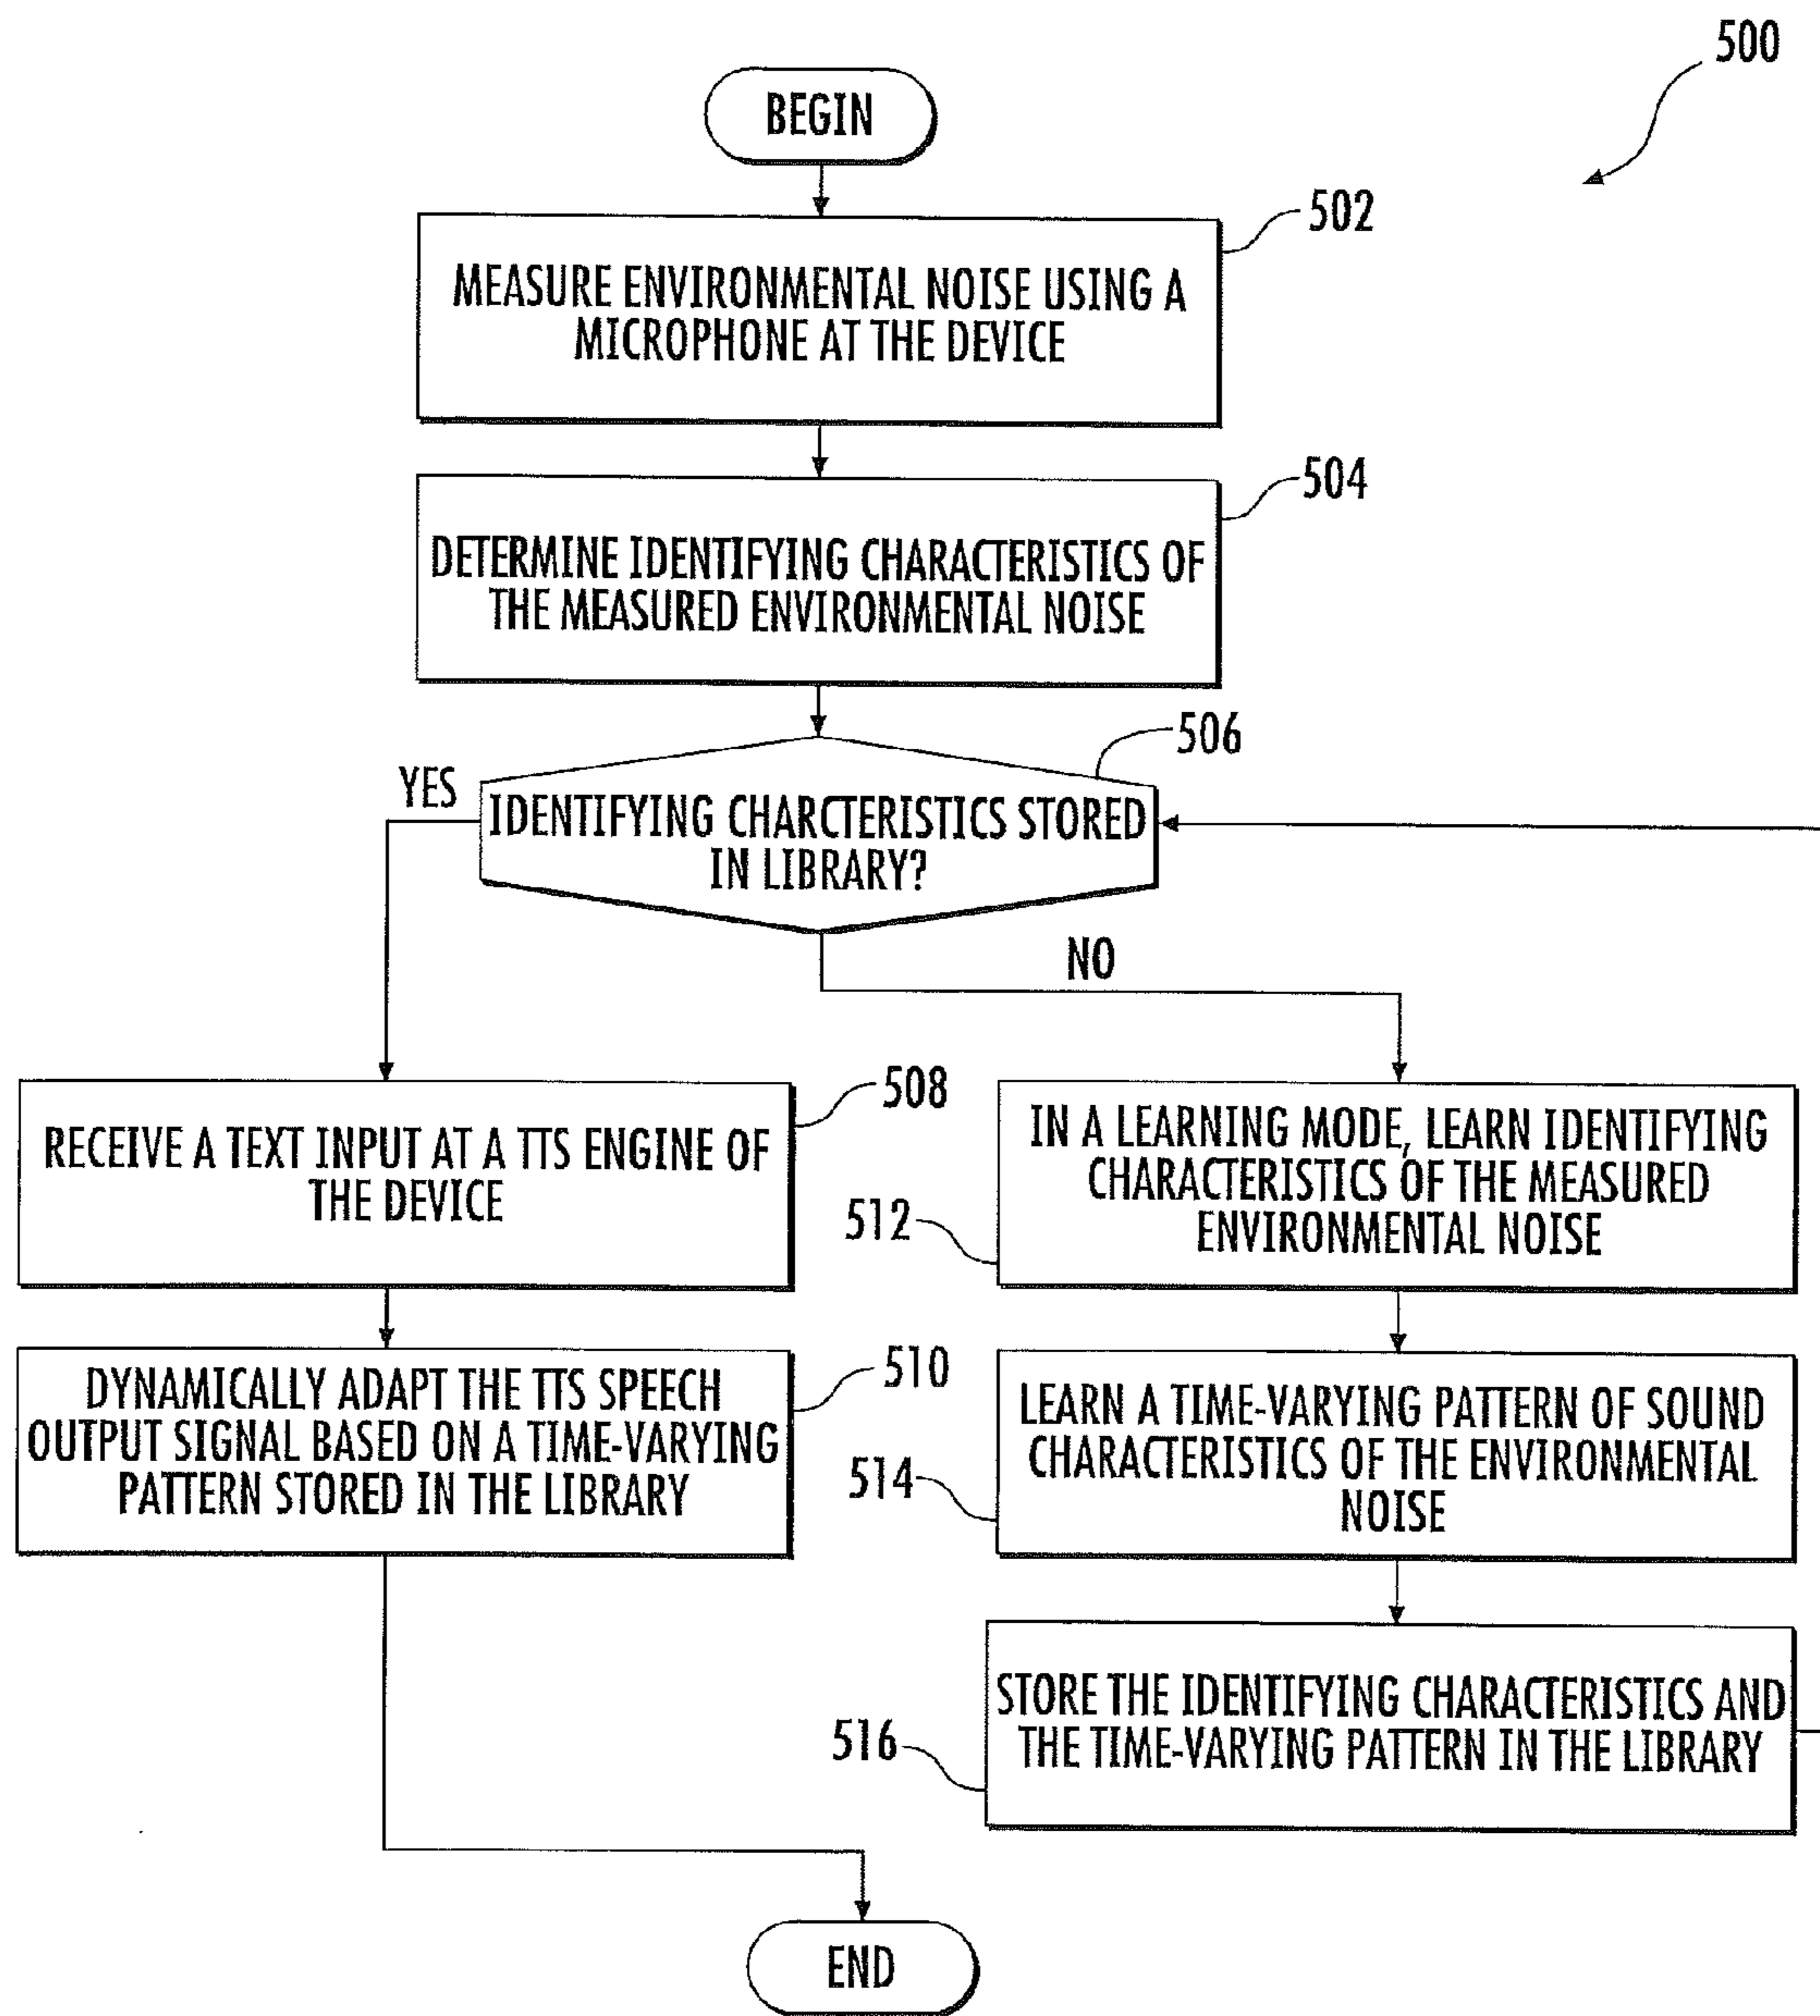 500
BEGIN
502
MEASURE ENVIRONMENTAL NOISE USING A
MICROPHONE AT THE DEVICE
504
DETERMINE IDENTIFYING CHARACTERISTICS OF
THE MEASURED ENVIRONMENTAL NOISE
506
YES
IDENTIFYING CHARCTERISTICS STORED
IN LIBRARY?
NO
508
RECEIVE A TEXT INPUT AT A TTS ENGINE OF
THE DEVICE
510
DYNAMICALLY ADAPT THE TTS SPEECH
OUTPUT SIGNAL BASED ON A TIME-VARYING
PATTERN STORED IN THE LIBRARY
IN A LEARNING MODE, LEARN IDENTIFYING
CHARACTERISTICS OF THE MEASURED
ENVIRONMENTAL NOISE
512
LEARN A TIME-VARYING PATTERN OF SOUND
CHARACTERISTICS OF THE ENVIRONMENTAL
NOISE
514
STORE THE IDENTIFYING CHARACTERISTICS AND
THE TIME-VARYING PATTERN IN THE LIBRARY
516
END